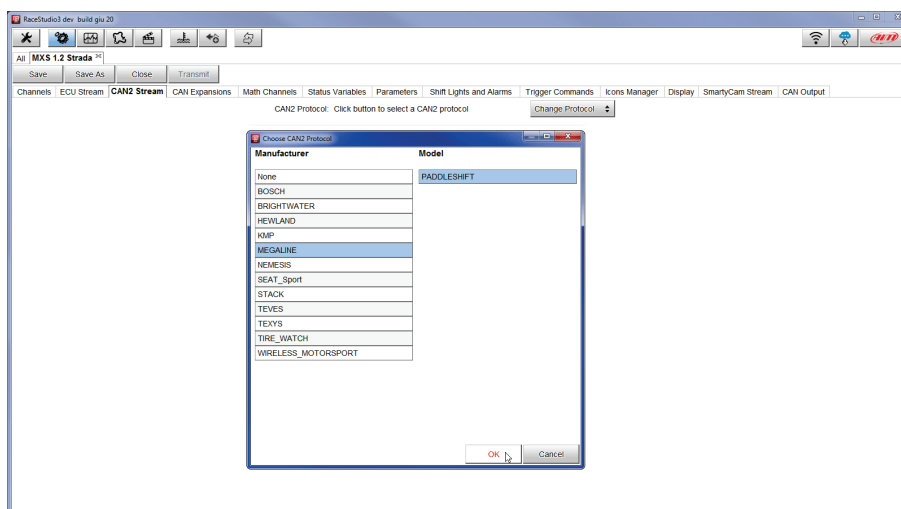 RaceStudio3 dev build giu 20
AiM
All MXS 1.2 Strada
Save Save As Close Transmit
Channels ECU Stream CAN2 Stream CAN Expansions Math Channels Status Variables Parameters Shift Lights and Alarms Trigger Commands Icons Manager Display SmartyCam Stream CAN Output
CAN2 Protocol: Click button to select a CAN2 protocol Change Protocol
Choose CAN2 Protocol
Manufacturer Model
None PADDLESHIFT
BOSCH
BRIGHTWATER
HEWLAND
KMP
MEGALINE
NEMESIS
SEAT_Sport
STACK
TEVES
TEXYS
TIRE_WATCH
WIRELESS_MOTORSPORT
OK Cancel